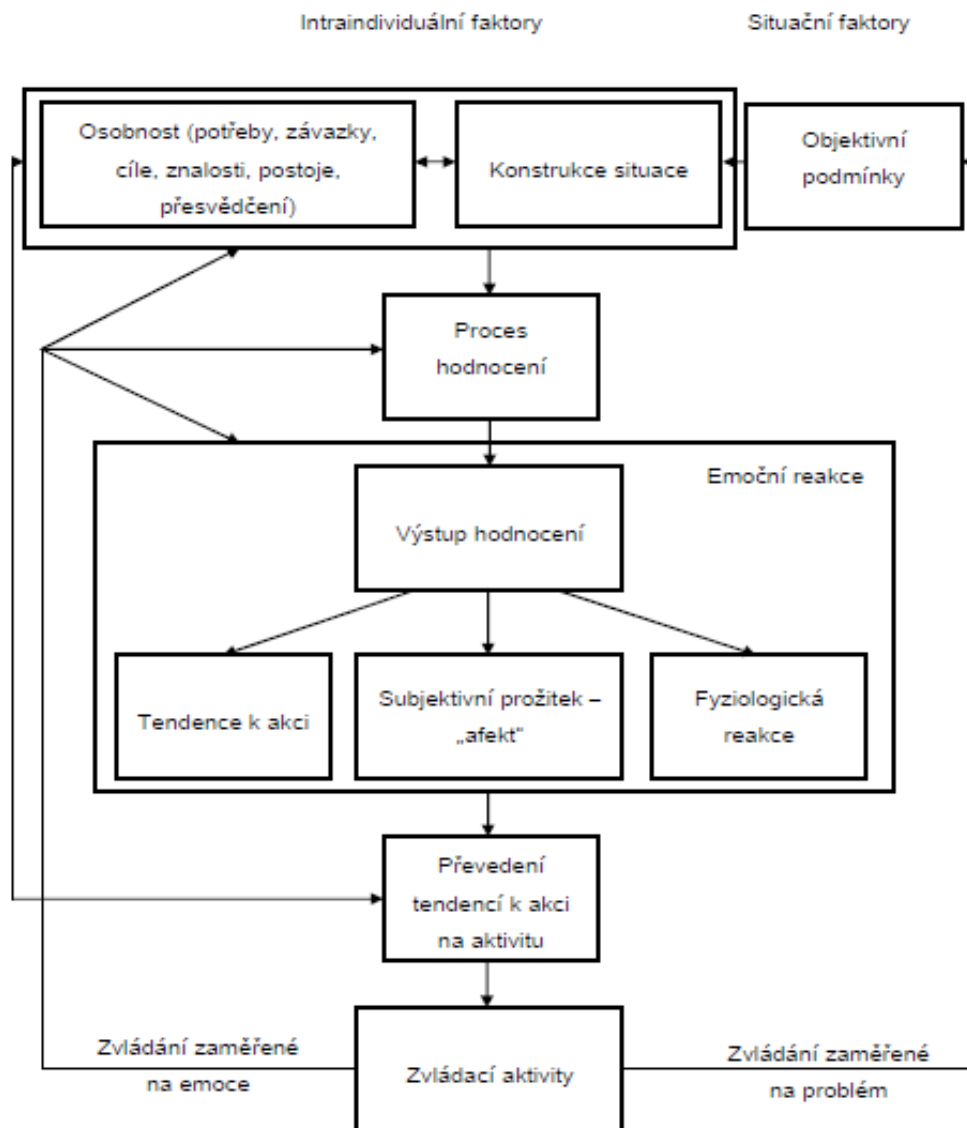 Intraindividuální faktory
Situační faktory
Osobnost (potřeby, závazky,
cíle, znalosti, postoje,
přesvědčení)
Konstrukce situace
Objektivní
podmínky
Proces
hodnocení
Emoční reakce
Výstup hodnocení
Tendence k akci
Subjektivní prožitek –
„afekt“
Fyziologická
reakce
Převedení
tendencí k akci
na aktivitu
Zvládání zaměřené
na emoce
Zvládací aktivity
Zvládání zaměřené
na problém